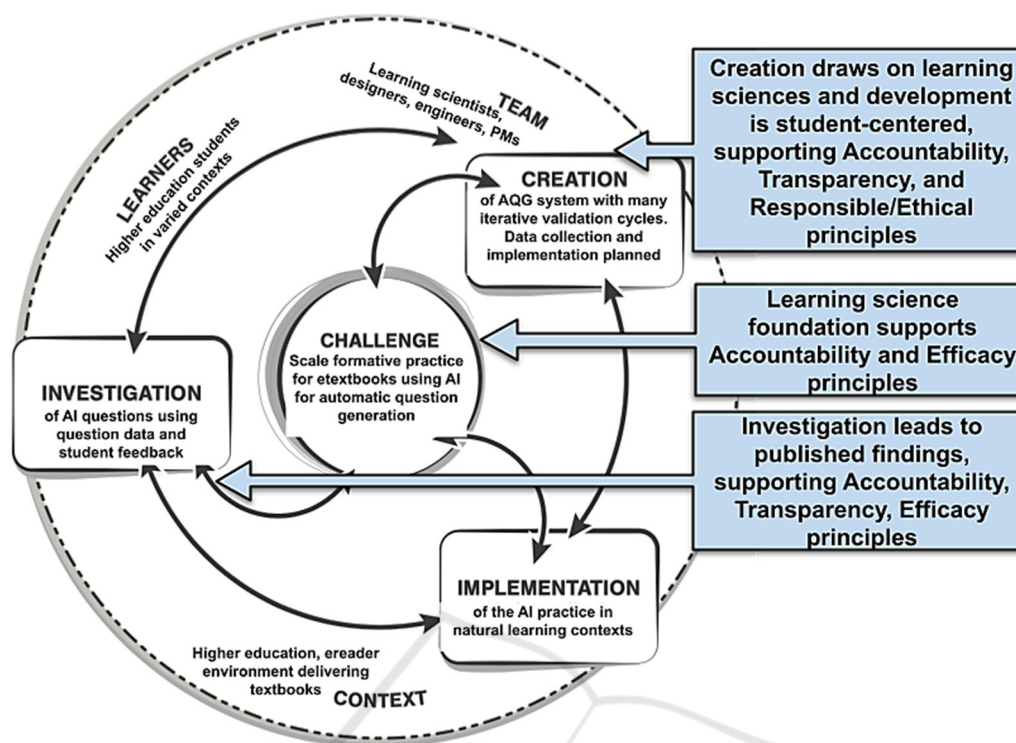 TEAM
Learning scientists,
designers, engineers, PMs
LEARNERS
Higher education students
in varied contexts
CREATION
of AQG system with many
iterative validation cycles.
Data collection and
implementation planned
CHALLENGE
Scale formative practice
for etextbooks using AI
for automatic question
generation
INVESTIGATION
of AI questions using
question data and
student feedback
IMPLEMENTATION
of the AI practice in
natural learning contexts
Higher education, ereader
environment delivering
textbooks
CONTEXT
Creation draws on learning
sciences and development
is student-centered,
supporting Accountability,
Transparency, and
Responsible/Ethical
principles
Learning science
foundation supports
Accountability and Efficacy
principles
Investigation leads to
published findings,
supporting Accountability,
Transparency, Efficacy
principles